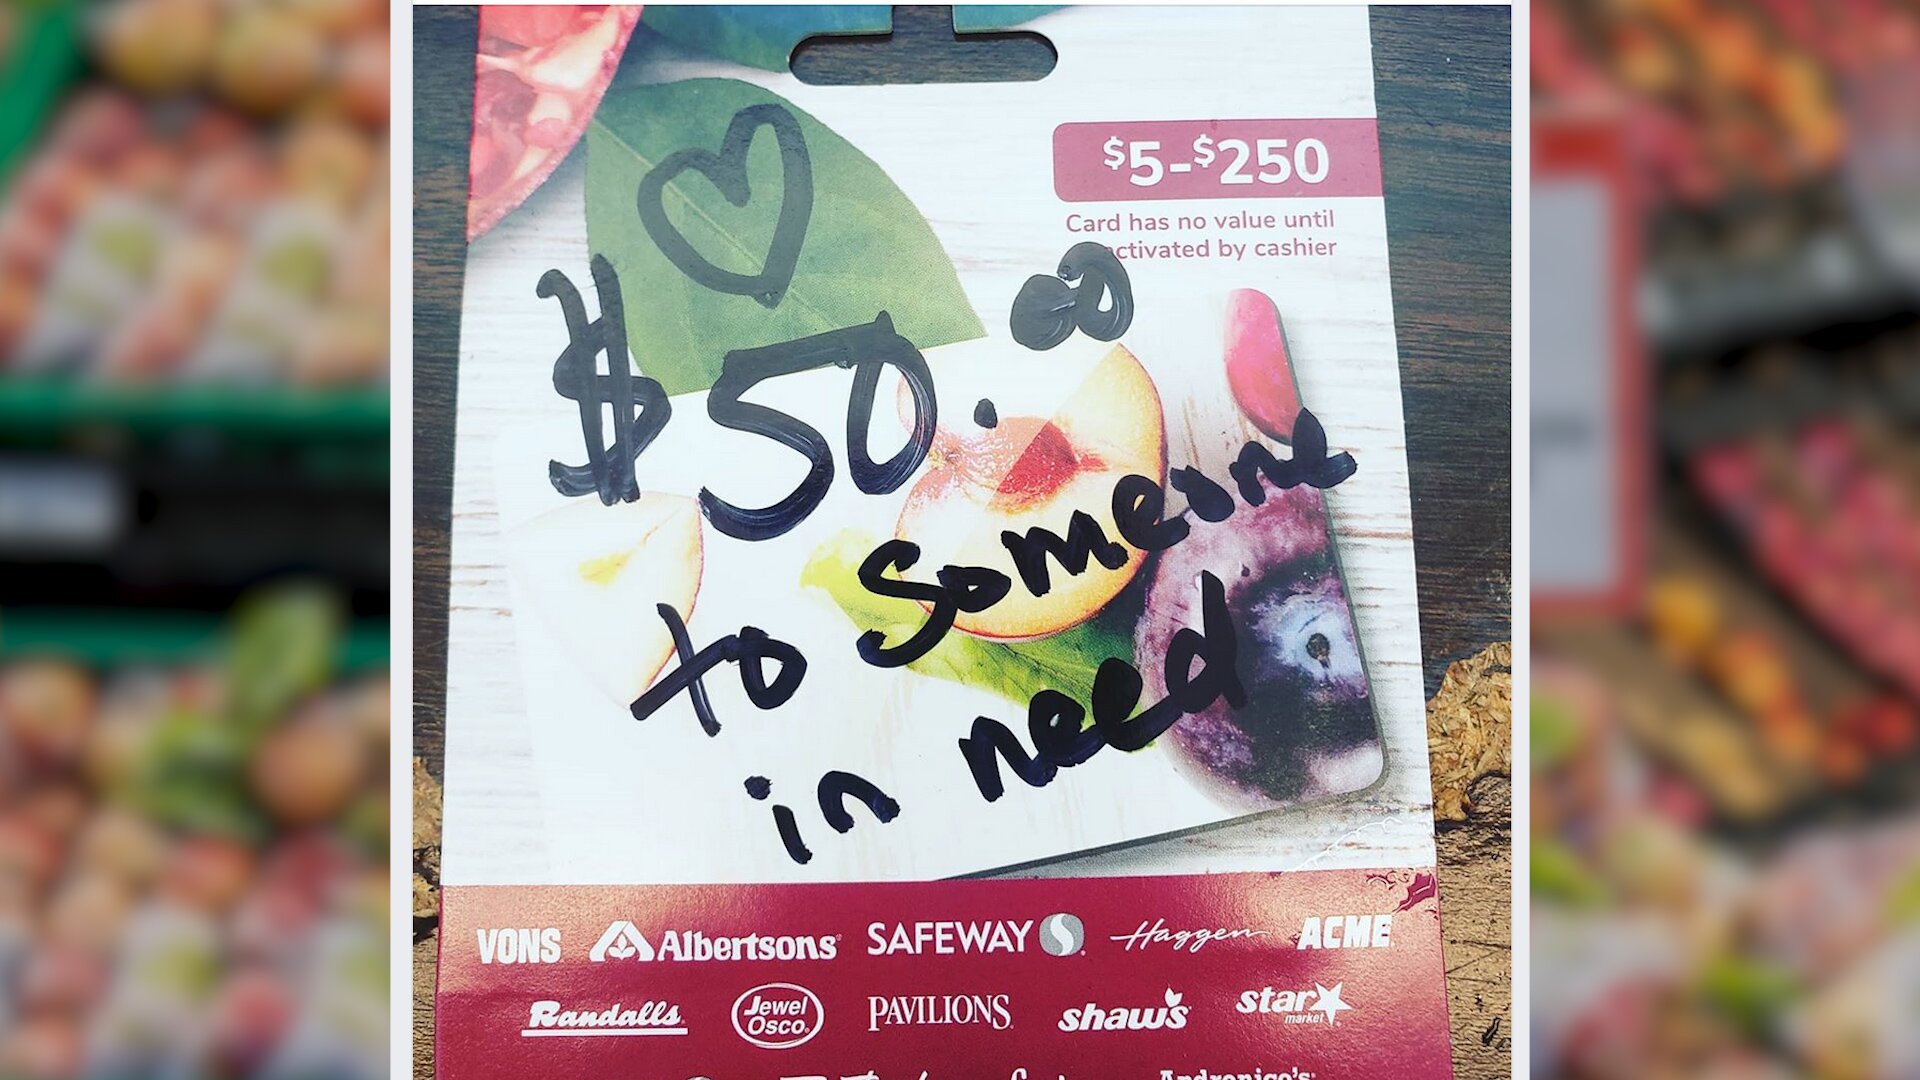 $5-$250
Card has no value until
activated by cashier
$50.00
to someone
in need
VONS Albertsons SAFEWAY Haggen ACME
Randalls Jewel Osco PAVILIONS shaw's star market
Andronico's